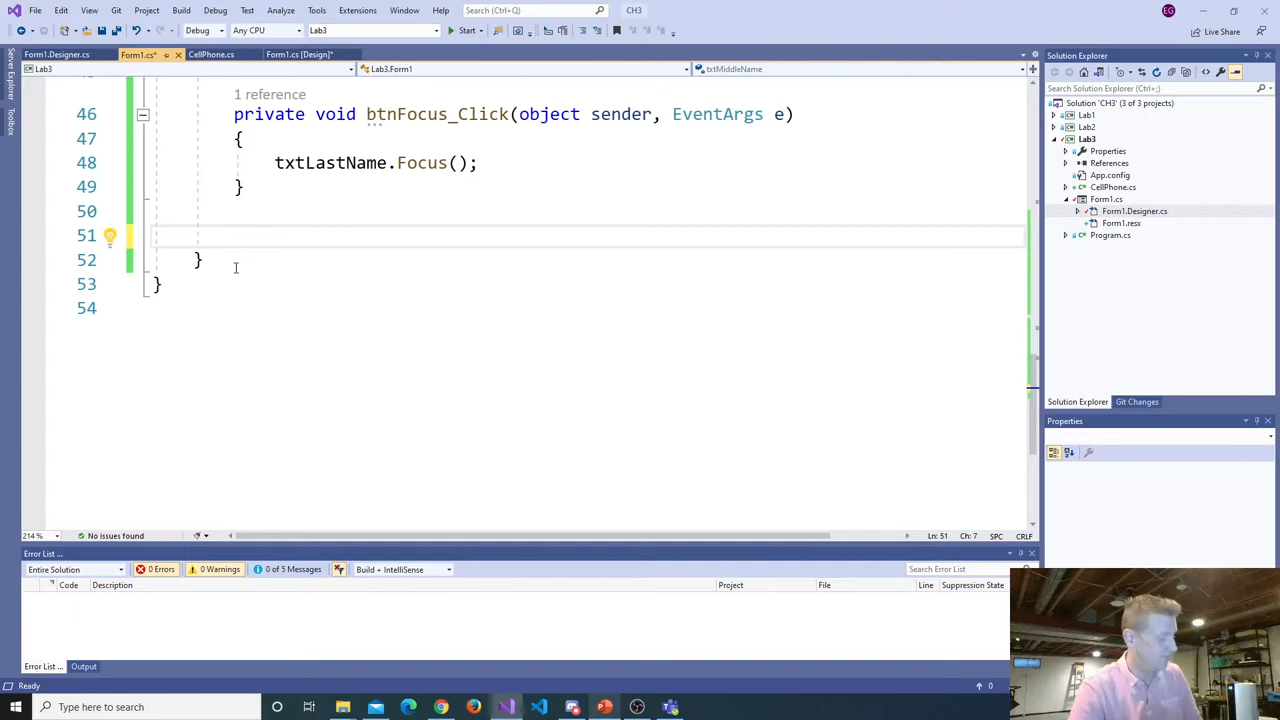 File Edit View Git Project Build Debug Test Analyze Tools Extensions Window Help Search (Ctrl+Q) CH3 EG
Debug Any CPU Lab3 Start Live Share
Form1.Designer.cs Form1.cs* CellPhone.cs Form1.cs [Design]*
Lab3 Lab3.Form1 txtMiddleName
Server Explorer
Toolbox
1 reference
46 private void btnFocus_Click(object sender, EventArgs e)
47 {
48 txtLastName.Focus();
49 }
50
51
52 }
53 }
54
214 % No issues found Ln: 51 Ch: 7 SPC CRLF
Error List ...
Entire Solution 0 Errors 0 Warnings 0 of 5 Messages Build + IntelliSense Search Error List
Code Description Project File Line Suppression State
Error List ... Output
Ready 0
Type here to search
Solution Explorer
Search Solution Explorer (Ctrl+;)
Solution 'CH3' (3 of 3 projects)
Lab1
Lab2
Lab3
Properties
References
App.config
CellPhone.cs
Form1.cs
Form1.Designer.cs
Form1.resx
Program.cs
Solution Explorer Git Changes
Properties